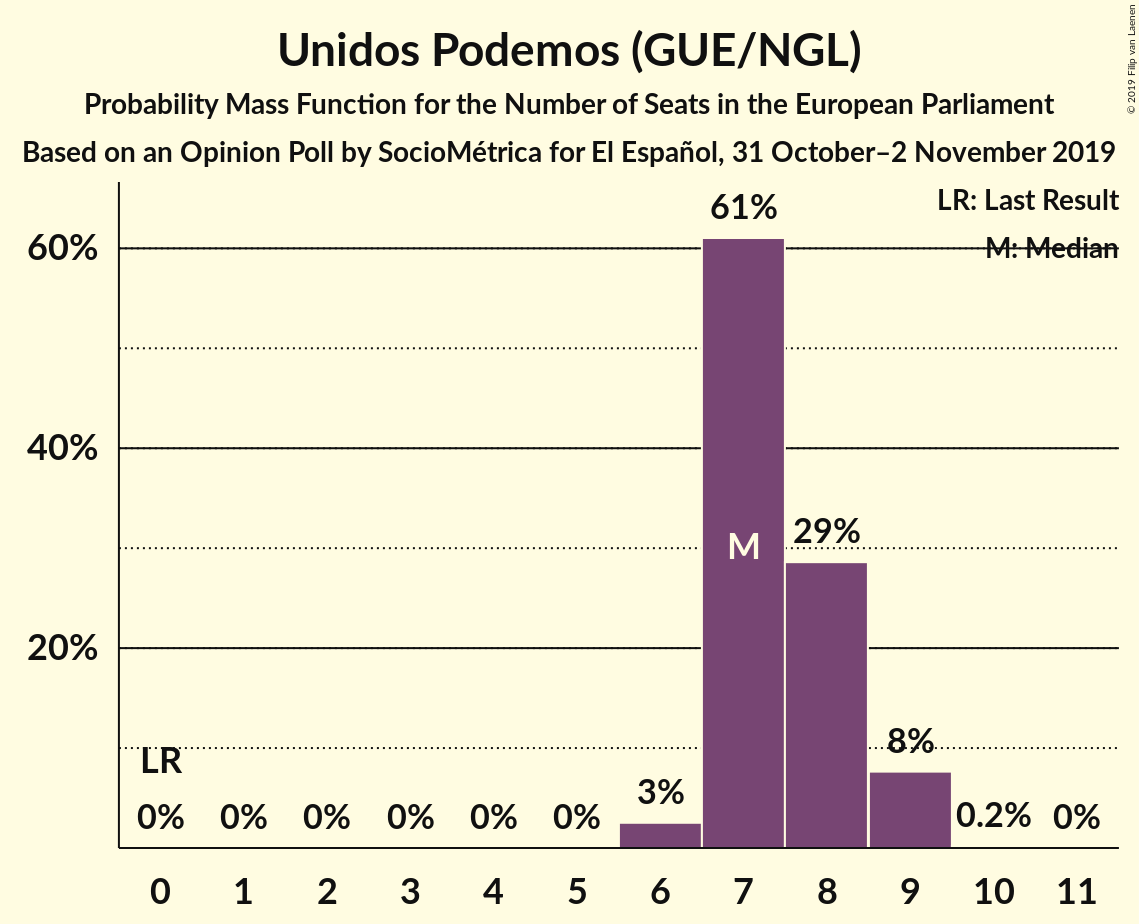 Unidos Podemos (GUE/NGL)
Probability Mass Function for the Number of Seats in the European Parliament
Based on an Opinion Poll by SocioMétrica for El Español, 31 October–2 November 2019
© 2019 Filip van Laenen
LR: Last Result
M: Median
61%
60%
40%
29%
M
20%
LR
8%
3%
0% 0% 0% 0% 0% 0% 0.2% 0%
0 1 2 3 4 5 6 7 8 9 10 11